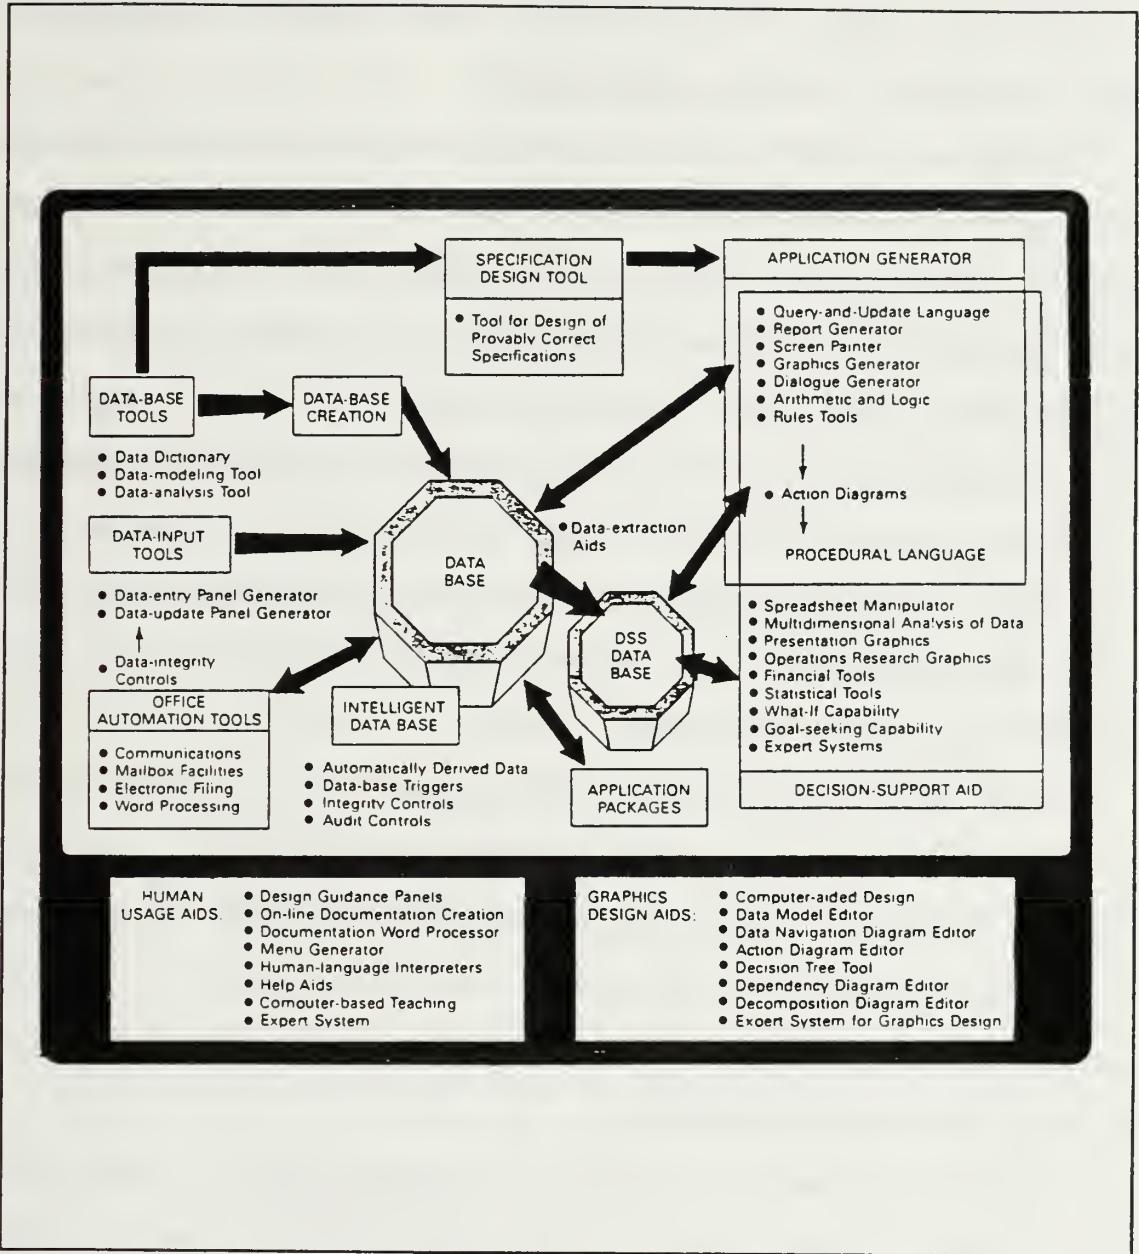 SPECIFICATION
DESIGN TOOL
• Tool for Design of
Provably Correct
Specifications
APPLICATION GENERATOR
• Query-and-Update Language
• Report Generator
• Screen Painter
• Graphics Generator
• Dialogue Generator
• Arithmetic and Logic
• Rules Tools
• Action Diagrams
PROCEDURAL LANGUAGE
DATA-BASE
TOOLS
DATA-BASE
CREATION
• Data Dictionary
• Data-modeling Tool
• Data-analysis Tool
DATA-INPUT
TOOLS
• Data-entry Panel Generator
• Data-update Panel Generator
• Data-integrity
Controls
DATA
BASE
• Data-extraction
Aids
DSS
DATA
BASE
• Spreadsheet Manipulator
• Multidimensional Analysis of Data
• Presentation Graphics
• Operations Research Graphics
• Financial Tools
• Statistical Tools
• What-If Capability
• Goal-seeking Capability
• Expert Systems
DECISION-SUPPORT AID
OFFICE
AUTOMATION TOOLS
• Communications
• Mailbox Facilities
• Electronic Filing
• Word Processing
INTELLIGENT
DATA BASE
• Automatically Derived Data
• Data-base Triggers
• Integrity Controls
• Audit Controls
APPLICATION
PACKAGES
HUMAN
USAGE AIDS:
• Design Guidance Panels
• On-line Documentation Creation
• Documentation Word Processor
• Menu Generator
• Human-language Interpreters
• Help Aids
• Computer-based Teaching
• Expert System
GRAPHICS
DESIGN AIDS:
• Computer-aided Design
• Data Model Editor
• Data Navigation Diagram Editor
• Action Diagram Editor
• Decision Tree Tool
• Dependency Diagram Editor
• Decomposition Diagram Editor
• Expert System for Graphics Design